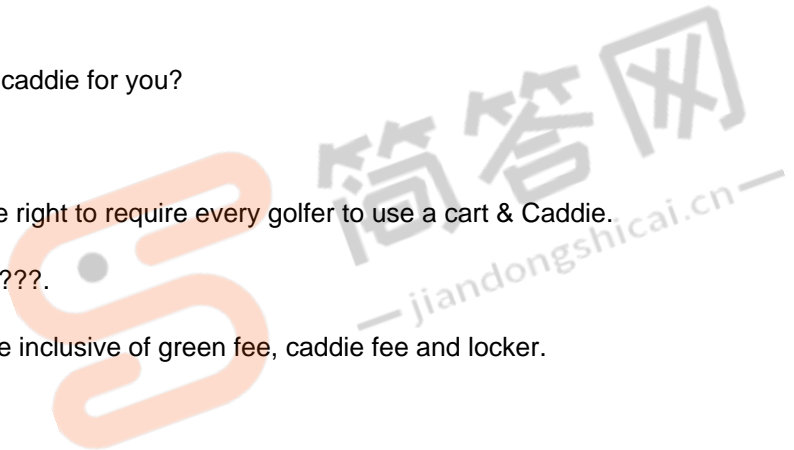 caddie for you?
简答网
e right to require every golfer to use a cart & Caddie.
jiandongshicai.cn
???.
e inclusive of green fee, caddie fee and locker.